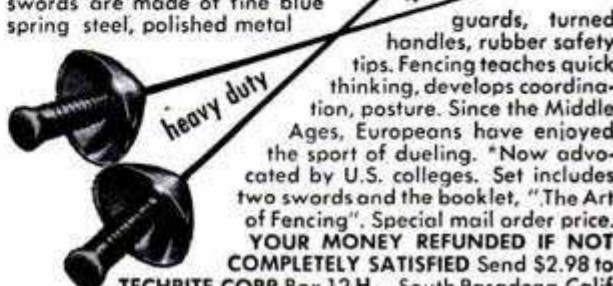 swords are made of fine blue
spring steel, polished metal
guards, turned
handles, rubber safety
tips. Fencing teaches quick
thinking, develops coordina-
tion, posture. Since the Middle
Ages, Europeans have enjoyed
the sport of dueling. *Now advo-
cated by U.S. colleges. Set includes
two swords and the booklet, "The Art
of Fencing". Special mail order price.
YOUR MONEY REFUNDED IF NOT
COMPLETELY SATISFIED Send $2.98 to
TECHRITE CORP. Box 12 H South Pasadena Calif
heavy duty